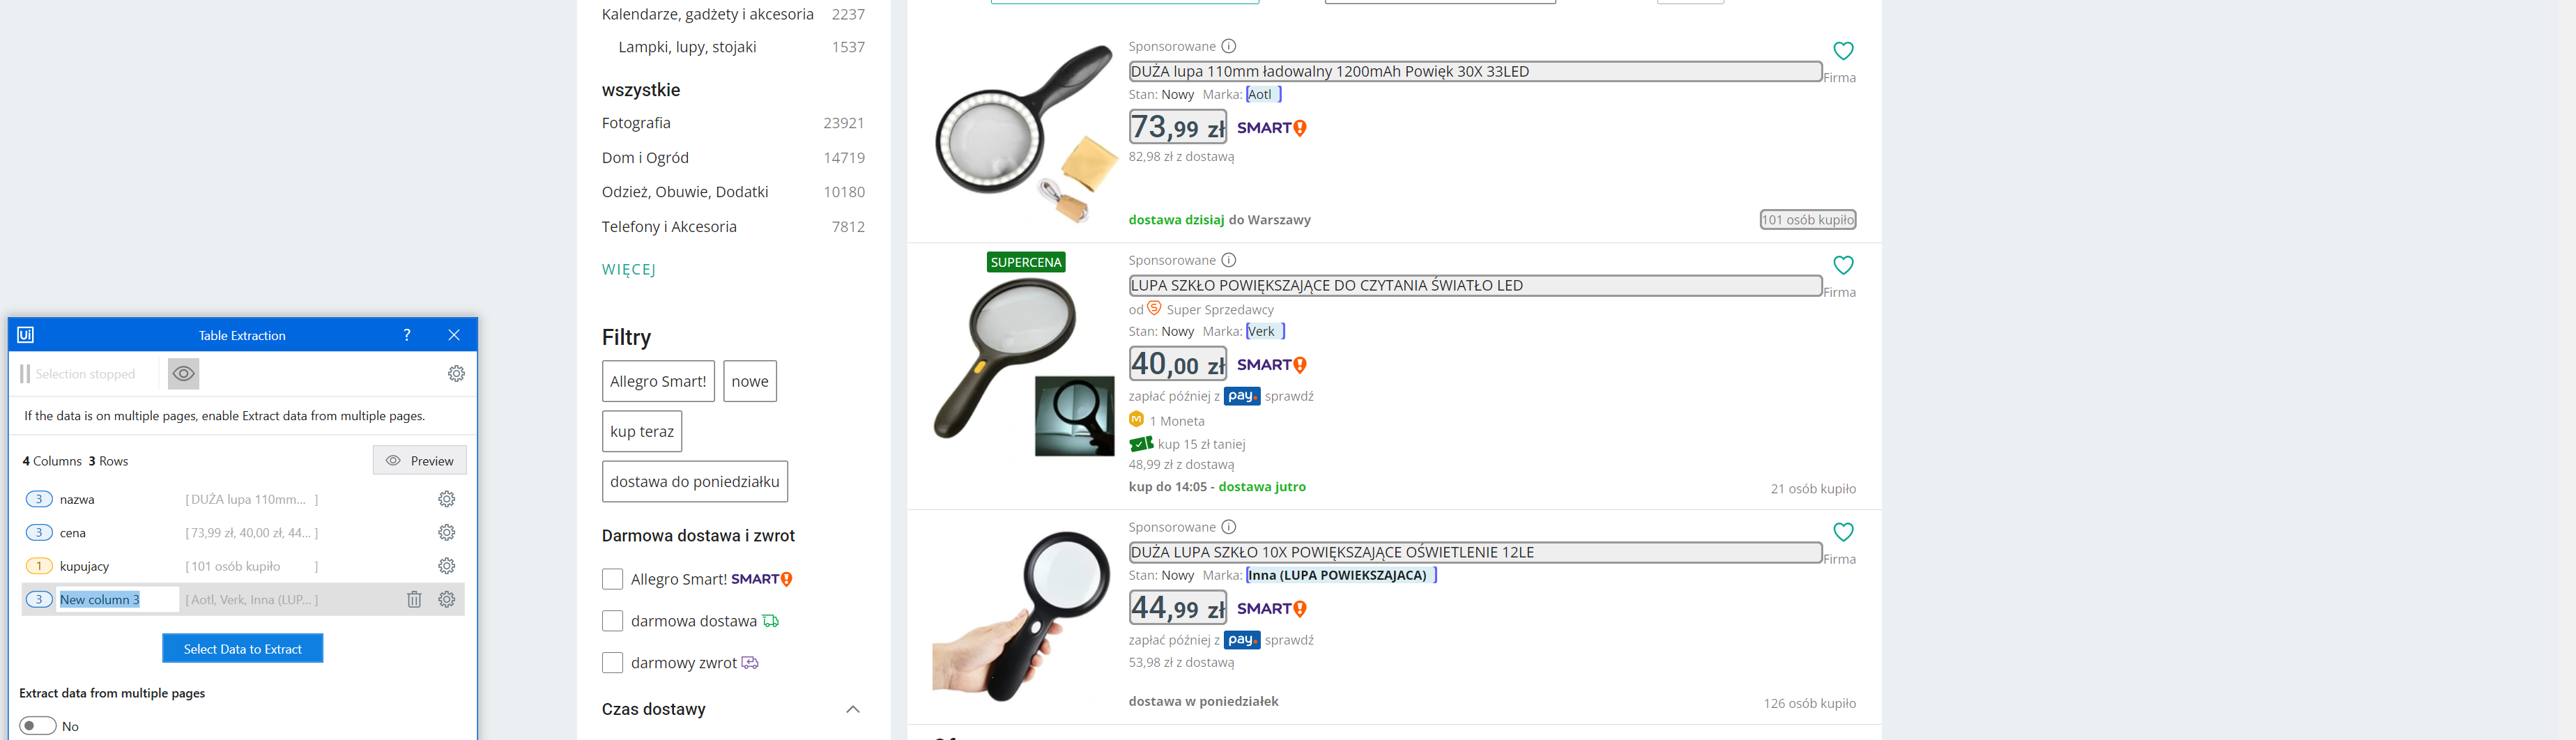 Kalendarze, gadżety i akcesoria 2237
Lampki, lupy, stojaki 1537
wszystkie
Fotografia 23921
Dom i Ogród 14719
Odzież, Obuwie, Dodatki 10180
Telefony i Akcesoria 7812
WIĘCEJ
Filtry
Allegro Smart! nowe
kup teraz
dostawa do poniedziałku
Darmowa dostawa i zwrot
Allegro Smart! SMART!
darmowa dostawa
darmowy zwrot
Czas dostawy
Sponsorowane
DUŻA lupa 110mm ładowalny 1200mAh Powięk 30X 33LED
Firma
Stan: Nowy Marka: Aotl
73,99 zł SMART!
82,98 zł z dostawą
dostawa dzisiaj do Warszawy
101 osób kupiło
SUPERCENA
Sponsorowane
LUPA SZKŁO POWIĘKSZAJĄCE DO CZYTANIA ŚWIATŁO LED
Firma
od Super Sprzedawcy
Stan: Nowy Marka: Verk
40,00 zł SMART!
zapłać później z pay. sprawdź
1 Moneta
kup 15 zł taniej
48,99 zł z dostawą
kup do 14:05 - dostawa jutro
21 osób kupiło
Sponsorowane
DUŻA LUPA SZKŁO 10X POWIĘKSZAJĄCE OŚWIETLENIE 12LE
Firma
Stan: Nowy Marka: Inna (LUPA POWIEKSZAJACA)
44,99 zł SMART!
zapłać później z pay. sprawdź
53,98 zł z dostawą
dostawa w poniedziałek
126 osób kupiło
Ui Table Extraction ?
Selection stopped
If the data is on multiple pages, enable Extract data from multiple pages.
4 Columns 3 Rows Preview
3 nazwa [ DUŻA lupa 110mm... ]
3 cena [ 73,99 zł, 40,00 zł, 44... ]
1 kupujacy [ 101 osób kupiło ]
3 New column 3 [ Aotl, Verk, Inna (LUP... ]
Select Data to Extract
Extract data from multiple pages
No